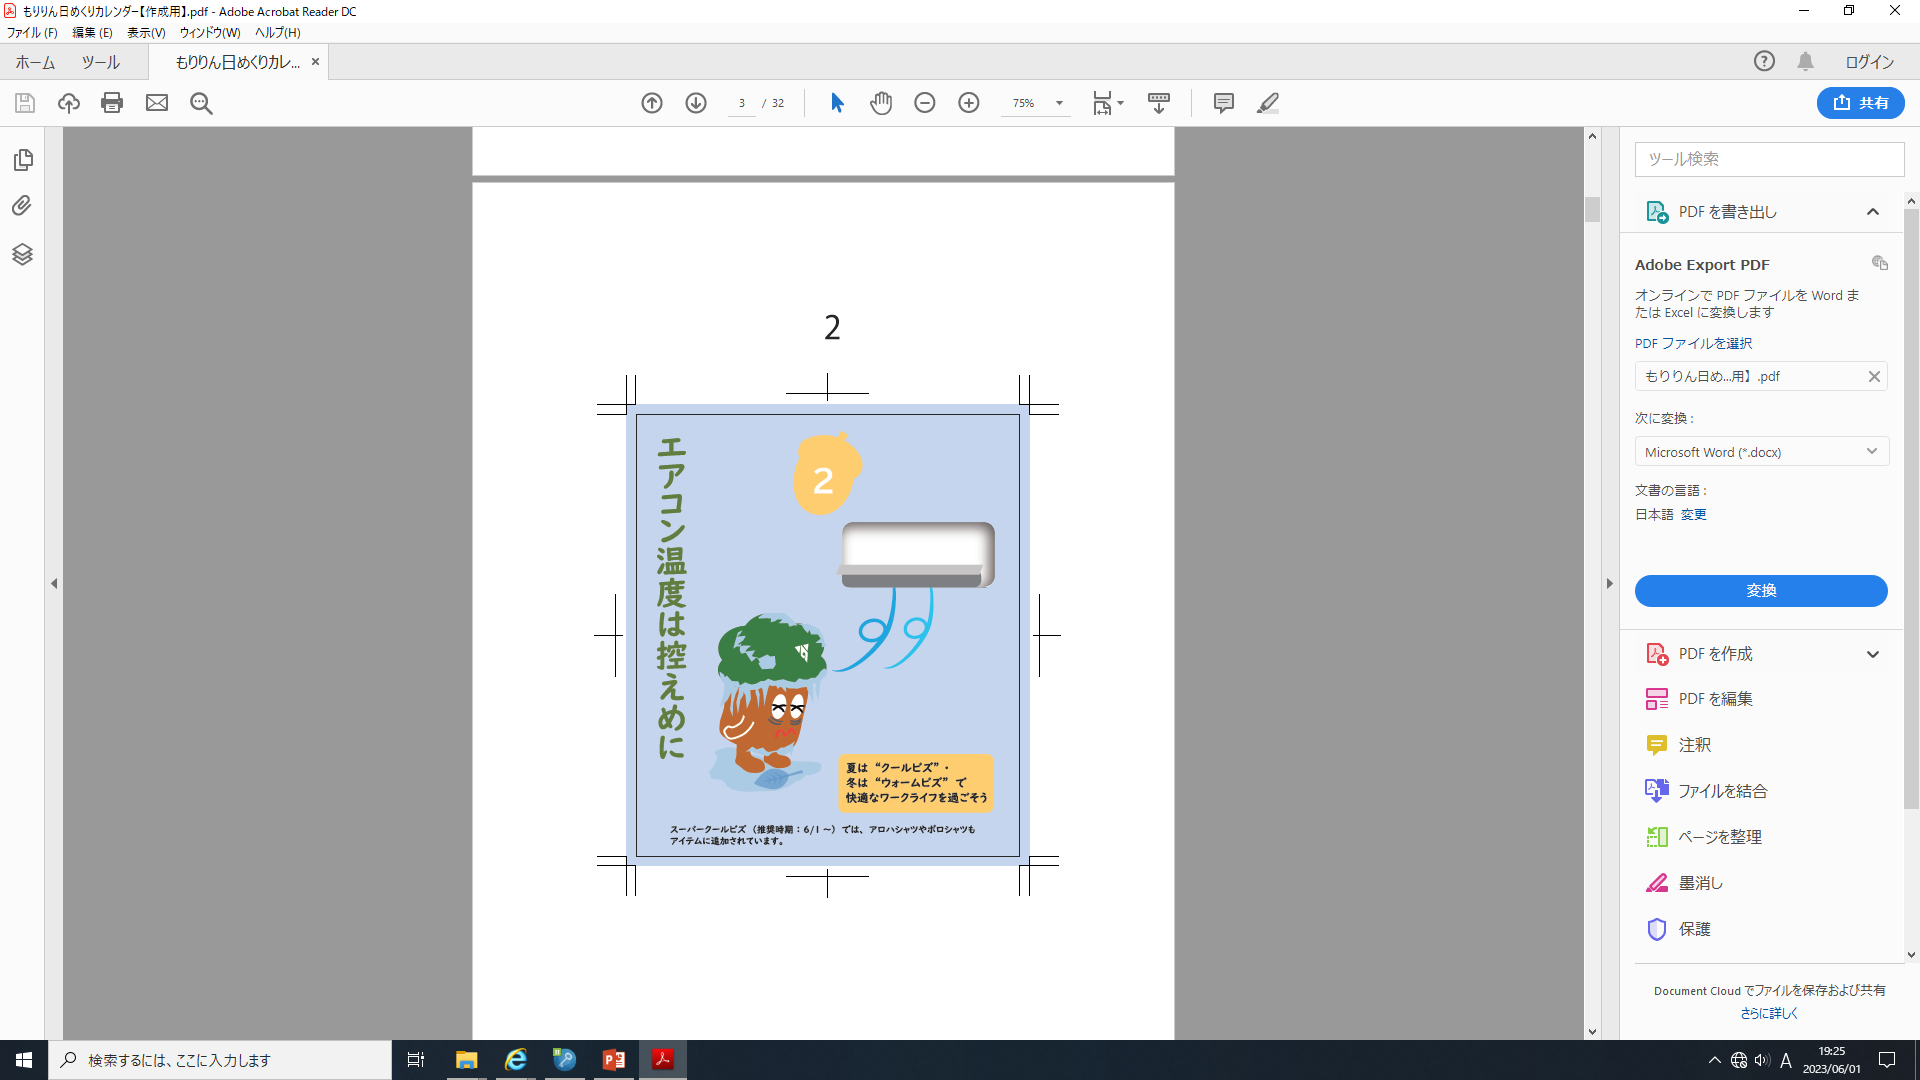 もりりん日めくりカレンダー【作成用】.pdf - Adobe Acrobat Reader DC
ファイル(F) 編集(E) 表示(V) ウィンドウ(W) ヘルプ(H)
ホーム ツール もりりん日めくりカレ... × ログイン
3 / 32 75% 共有
2
2
エアコン温度は控えめに
夏は“クールビズ”・
冬は“ウォームビズ”で
快適なワークライフを過ごそう
スーパークールビズ(推奨時期:6/1~)では、アロハシャツやポロシャツも
アイテムに追加されています。
ツール検索
PDF を書き出し
Adobe Export PDF
オンラインで PDF ファイルを Word ま
たは Excel に変換します
PDF ファイルを選択
もりりん日め...用】.pdf
次に変換 :
Microsoft Word (*.docx)
文書の言語 :
日本語 変更
変換
PDF を作成
PDF を編集
注釈
ファイルを結合
ページを整理
墨消し
保護
Document Cloud でファイルを保存および共有
さらに詳しく
検索するには、ここに入力します
A 19:25
2023/06/01